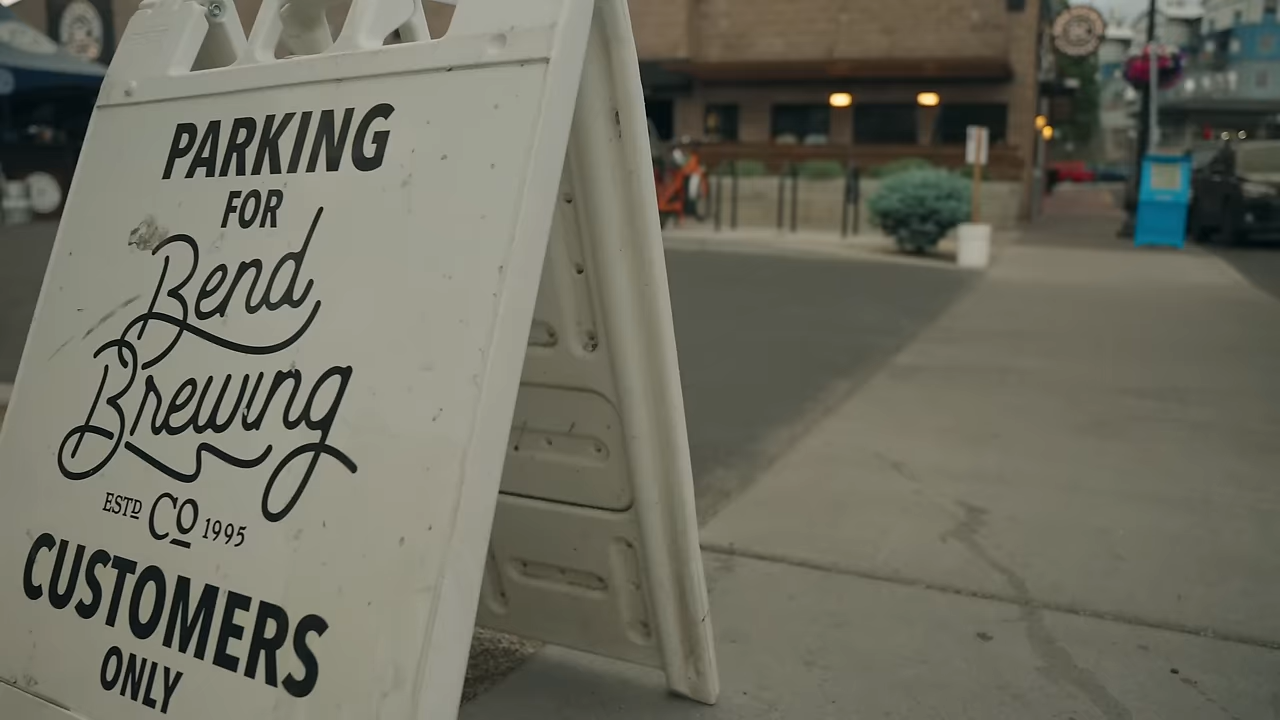 PARKING
FOR
Bend
Brewing
ESTD Co 1995
CUSTOMERS
ONLY